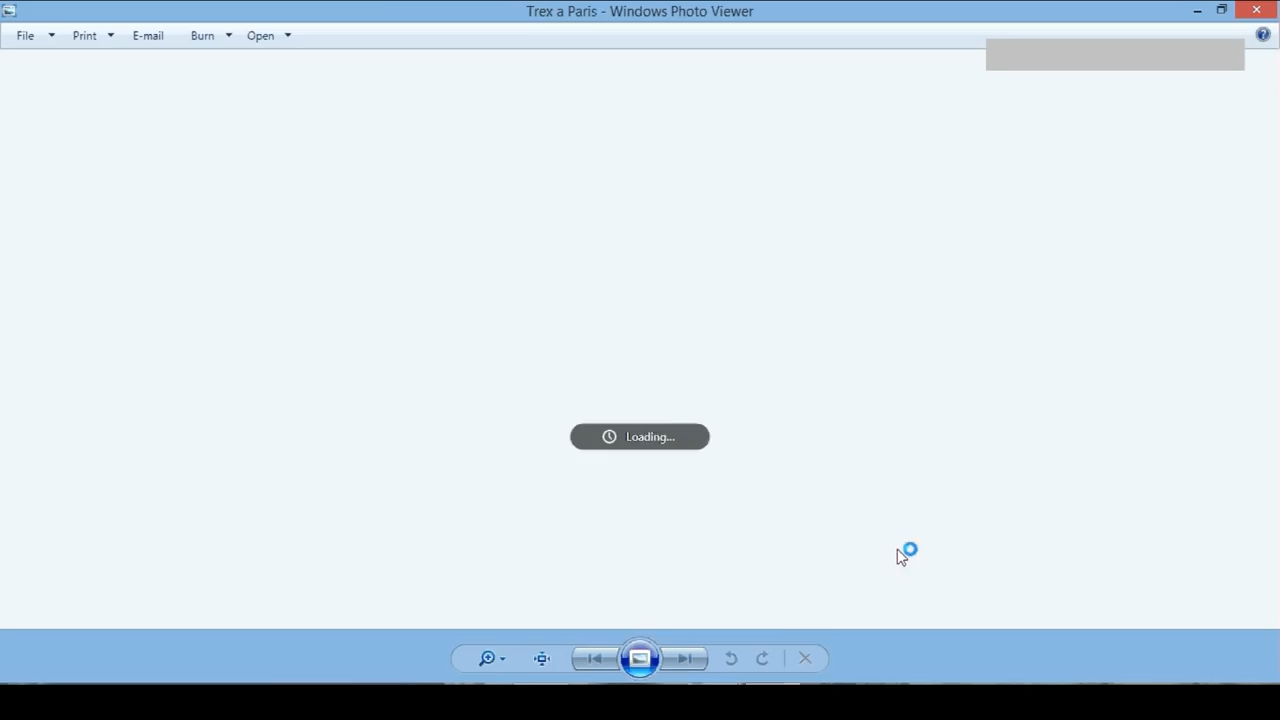 Trex a Paris - Windows Photo Viewer
File Print E-mail Burn Open
Loading...